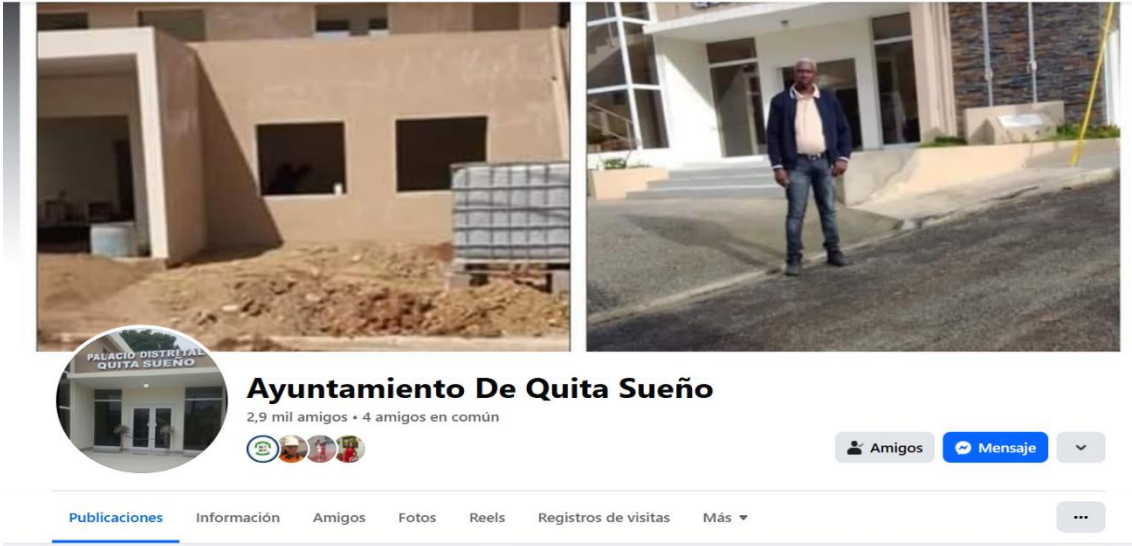 PALACIO DISTRITAL
QUITA SUEÑO
Ayuntamiento De Quita Sueño
2,9 mil amigos • 4 amigos en común
Amigos
Mensaje
Publicaciones
Información
Amigos
Fotos
Reels
Registros de visitas
Más